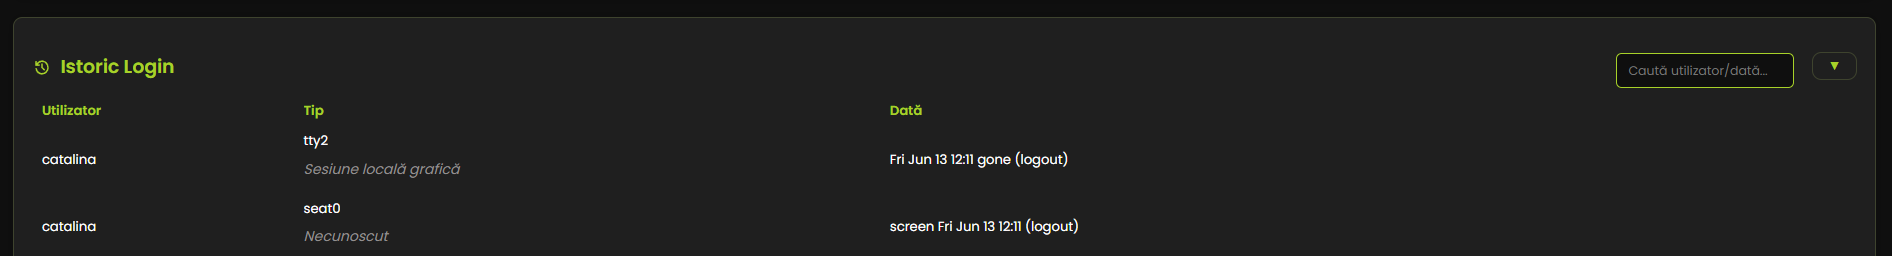 Istoric Login
Caută utilizator/dată...
▼
Utilizator Tip Dată
tty2
catalina Fri Jun 13 12:11 gone (logout)
Sesiune locală grafică
seat0
catalina screen Fri Jun 13 12:11 (logout)
Necunoscut